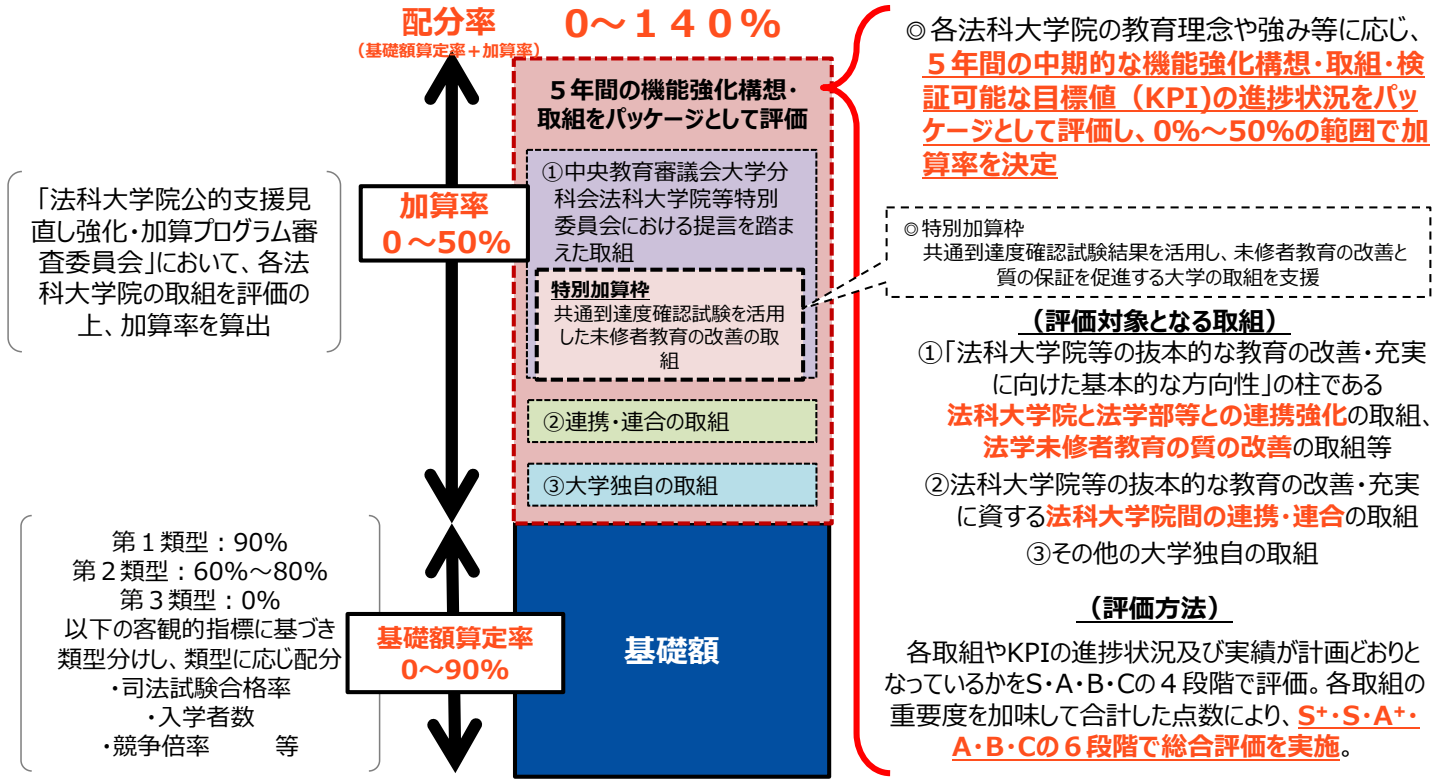 配分率
（基礎額算定率＋加算率）
0～140%
5年間の機能強化構想・
取組をパッケージとして評価
①中央教育審議会大学分
科会法科大学院等特別
委員会における提言を踏ま
えた取組
特別加算枠
共通到達度確認試験を活用
した未修者教育の改善の取
組
②連携・連合の取組
③大学独自の取組
基礎額
加算率
0～50%
基礎額算定率
0～90%
「法科大学院公的支援見
直し強化・加算プログラム審
査委員会」において、各法
科大学院の取組を評価の
上、加算率を算出
第１類型：90%
第２類型：60%～80%
第３類型：0%
以下の客観的指標に基づき
類型分けし、類型に応じ配分
・司法試験合格率
・入学者数
・競争倍率　　　等
◎各法科大学院の教育理念や強み等に応じ、
５年間の中期的な機能強化構想・取組・検
証可能な目標値（KPI)の進捗状況をパッ
ケージとして評価し、0%～50%の範囲で加
算率を決定
◎特別加算枠
共通到達度確認試験結果を活用し、未修者教育の改善と
質の保証を促進する大学の取組を支援
（評価対象となる取組）
①「法科大学院等の抜本的な教育の改善・充実
に向けた基本的な方向性」の柱である
法科大学院と法学部等との連携強化の取組、
法学未修者教育の質の改善の取組等
②法科大学院等の抜本的な教育の改善・充実
に資する法科大学院間の連携・連合の取組
③その他の大学独自の取組
（評価方法）
各取組やKPIの進捗状況及び実績が計画どおりと
なっているかをS・A・B・Cの４段階で評価。各取組の
重要度を加味して合計した点数により、S⁺・S・A⁺・
A・B・Cの６段階で総合評価を実施。